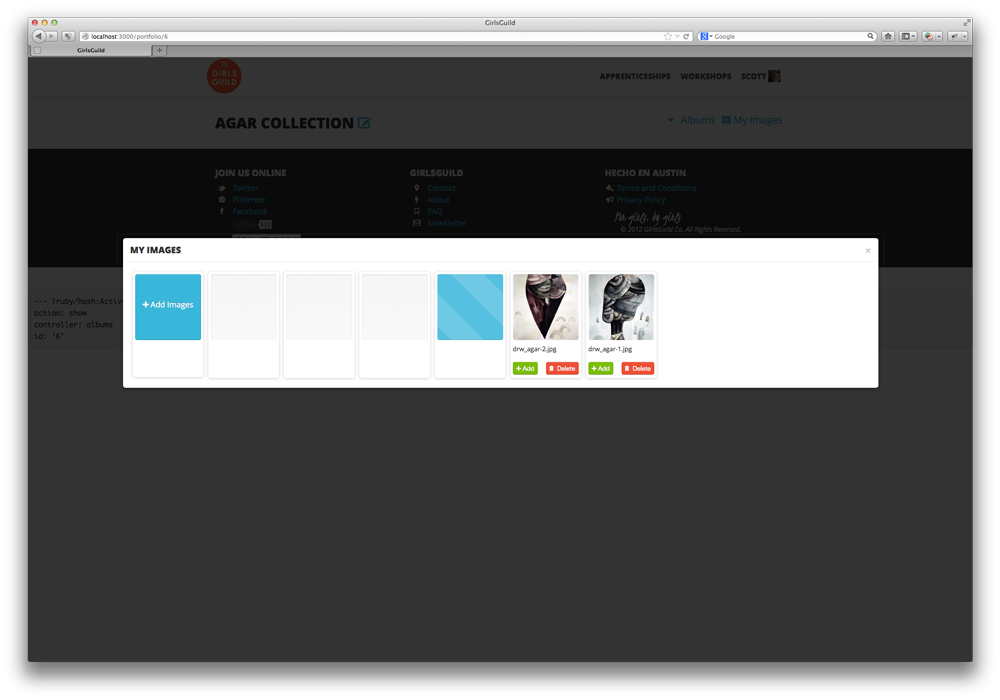 GirlsGuild
localhost:3000/portfolio/6
Google
GirlsGuild
GIRLS
GUILD
APPRENTICESHIPS WORKSHOPS SCOTT
AGAR COLLECTION
Albums My Images
JOIN US ONLINE
Twitter
Pinterest
Facebook
GIRLSGUILD
Contact
About
FAQ
Newsletter
HECHO EN AUSTIN
Terms and Conditions
Privacy Policy
For girls, by girls
© 2012 GirlsGuild Co. All Rights Reserved.
MY IMAGES
×
+ Add Images
drw_agar-2.jpg
+ Add Delete
drw_agar-1.jpg
+ Add Delete
--- !ruby/hash:Active
action: show
controller: albums
id: "6"